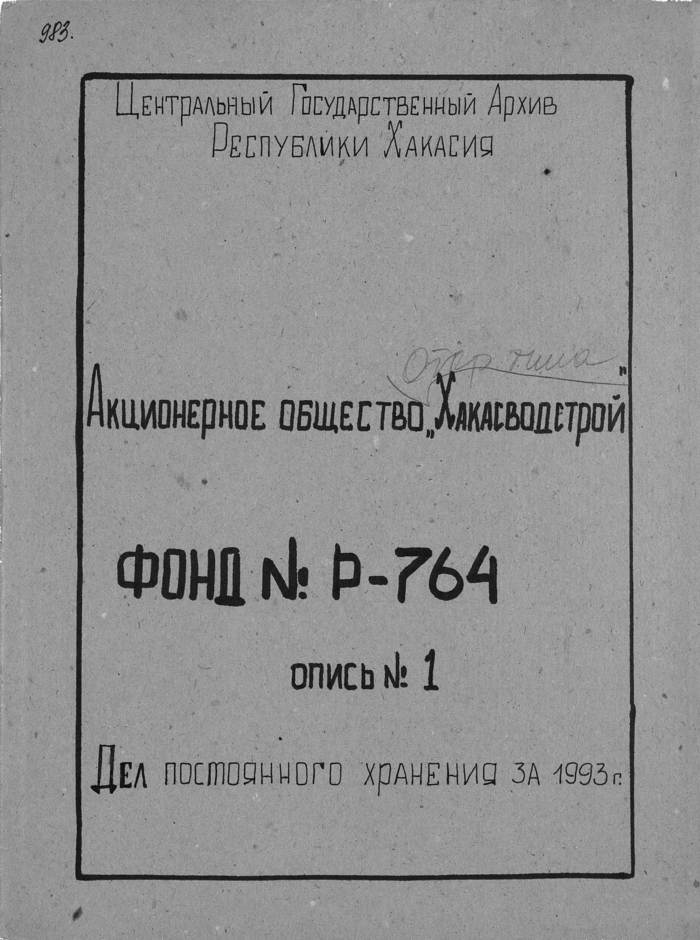 983.
Центральный Государственный Архив
Республики Хакасия
Акционерное общество „Хакасводстрой"
ФОНД № Р-764
опись № 1
Дел постоянного хранения за 1993 г.